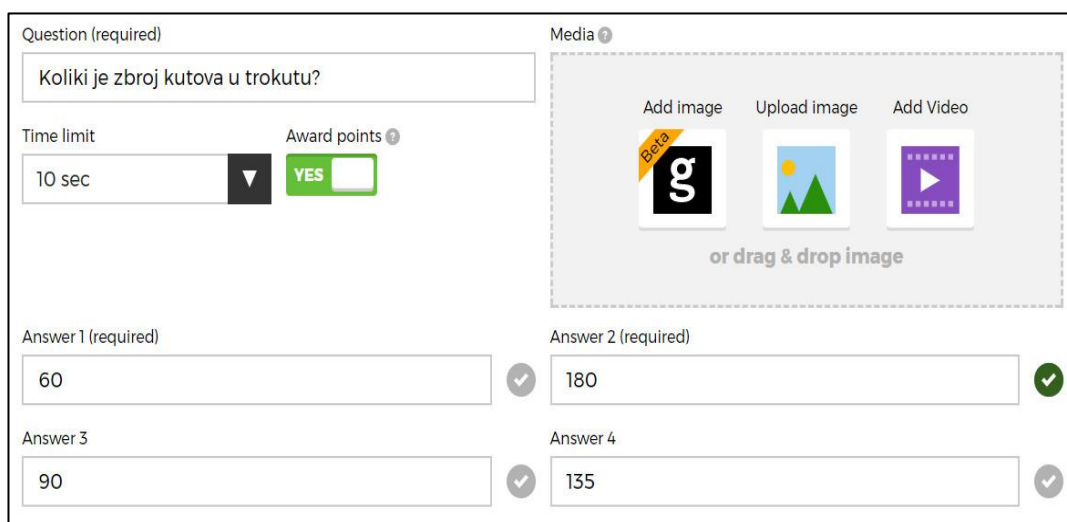 Question (required)
Koliki je zbroj kutova u trokutu?
Time limit
Award points ?
10 sec
YES
Media ?
Add image
Upload image
Add Video
Beta
g
or drag & drop image
Answer 1 (required)
60
Answer 2 (required)
180
Answer 3
90
Answer 4
135